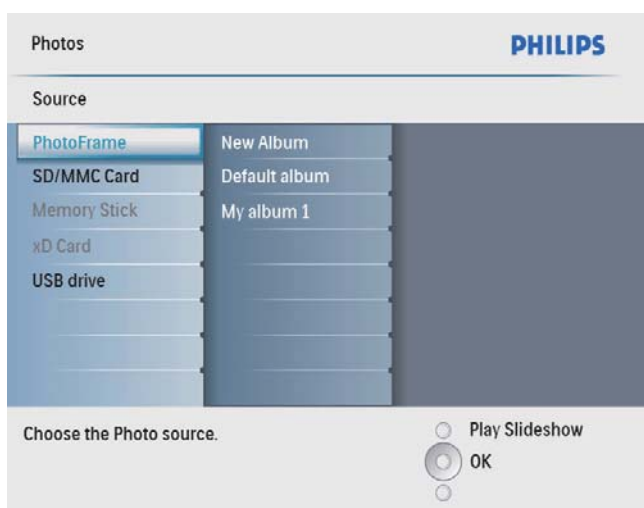 Photos
PHILIPS
Source
PhotoFrame
SD/MMC Card
Memory Stick
xD Card
USB drive
New Album
Default album
My album 1
Choose the Photo source.
Play Slideshow
OK